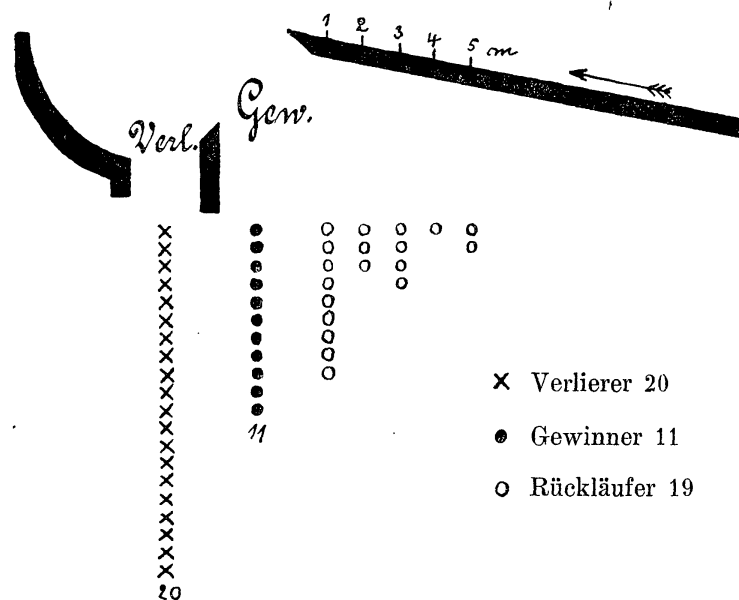 1 2 3 4 5 m
Gew.
Verl.
× Verlierer 20
● Gewinner 11
11
○ Rückläufer 19
20